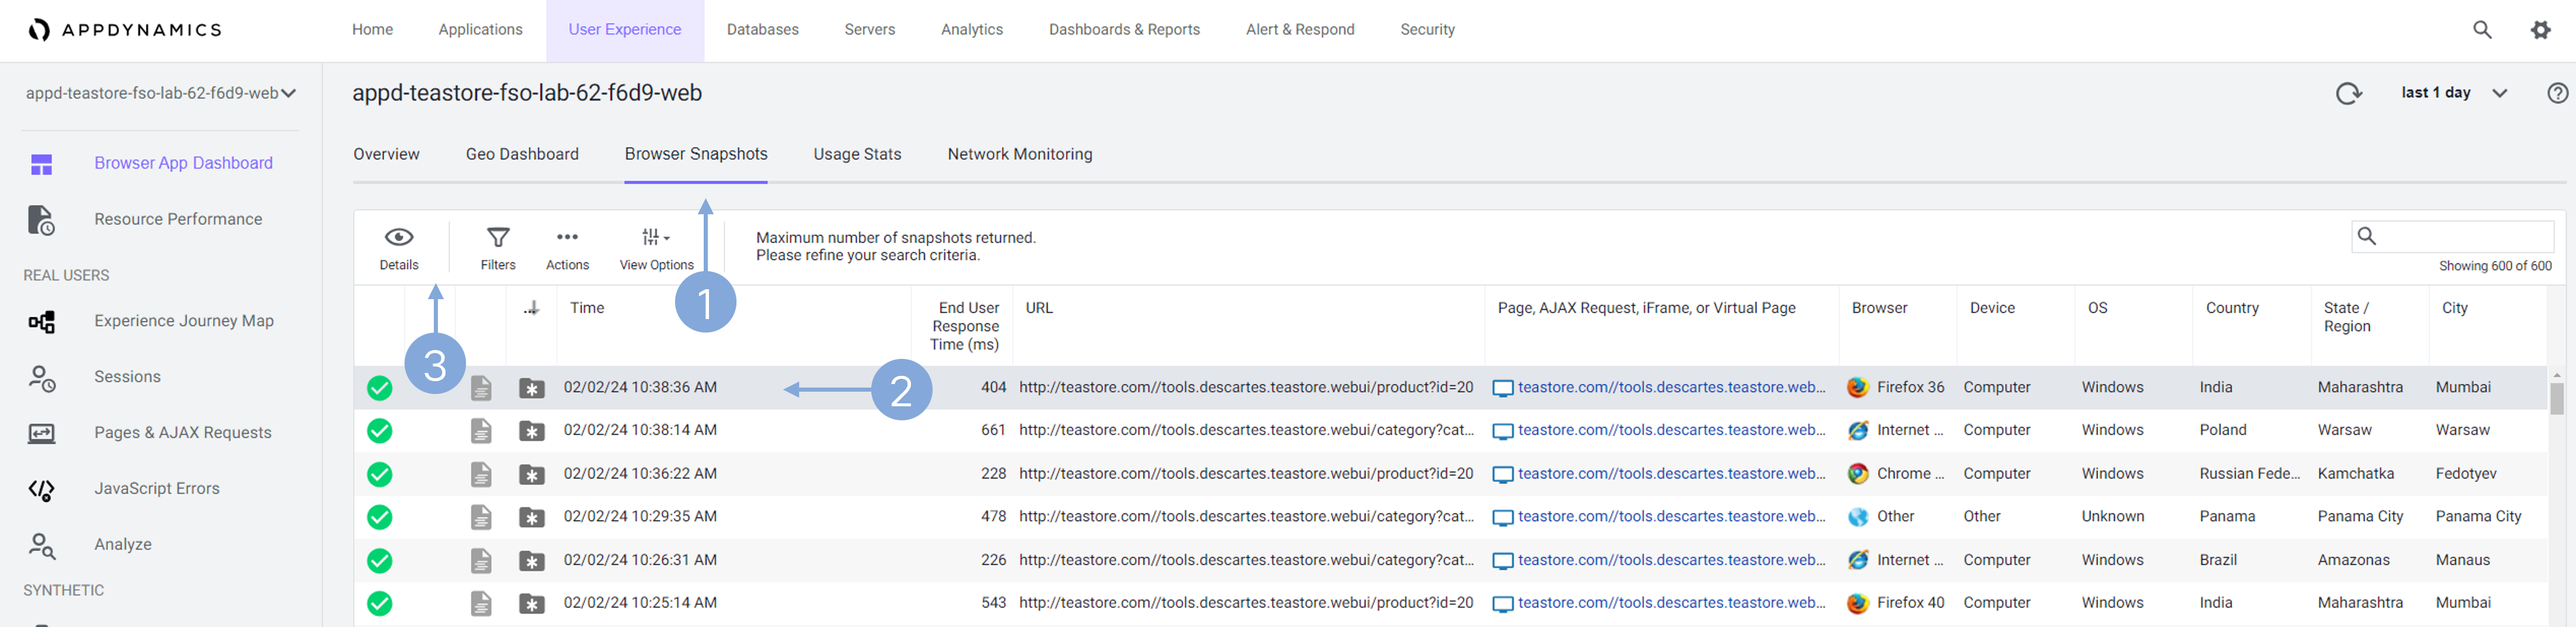 APPDYNAMICS
Home Applications User Experience Databases Servers Analytics Dashboards & Reports Alert & Respond Security
appd-teastore-fso-lab-62-f6d9-web
Browser App Dashboard
Resource Performance
REAL USERS
Experience Journey Map
Sessions
Pages & AJAX Requests
JavaScript Errors
Analyze
SYNTHETIC
appd-teastore-fso-lab-62-f6d9-web
last 1 day
Overview Geo Dashboard Browser Snapshots Usage Stats Network Monitoring
Details Filters Actions View Options
Maximum number of snapshots returned.
Please refine your search criteria.
Showing 600 of 600
1
2
3
Time End User Response Time (ms) URL Page, AJAX Request, iFrame, or Virtual Page Browser Device OS Country State / Region City
02/02/24 10:38:36 AM 404 http://teastore.com//tools.descartes.teastore.webui/product?id=20 teastore.com//tools.descartes.teastore.web... Firefox 36 Computer Windows India Maharashtra Mumbai
02/02/24 10:38:14 AM 661 http://teastore.com//tools.descartes.teastore.webui/category?cat... teastore.com//tools.descartes.teastore.web... Internet ... Computer Windows Poland Warsaw Warsaw
02/02/24 10:36:22 AM 228 http://teastore.com//tools.descartes.teastore.webui/product?id=20 teastore.com//tools.descartes.teastore.web... Chrome ... Computer Windows Russian Fede... Kamchatka Fedotyev
02/02/24 10:29:35 AM 478 http://teastore.com//tools.descartes.teastore.webui/category?cat... teastore.com//tools.descartes.teastore.web... Other Other Unknown Panama Panama City Panama City
02/02/24 10:26:31 AM 226 http://teastore.com//tools.descartes.teastore.webui/category?cat... teastore.com//tools.descartes.teastore.web... Internet ... Computer Windows Brazil Amazonas Manaus
02/02/24 10:25:14 AM 543 http://teastore.com//tools.descartes.teastore.webui/product?id=20 teastore.com//tools.descartes.teastore.web... Firefox 40 Computer Windows India Maharashtra Mumbai